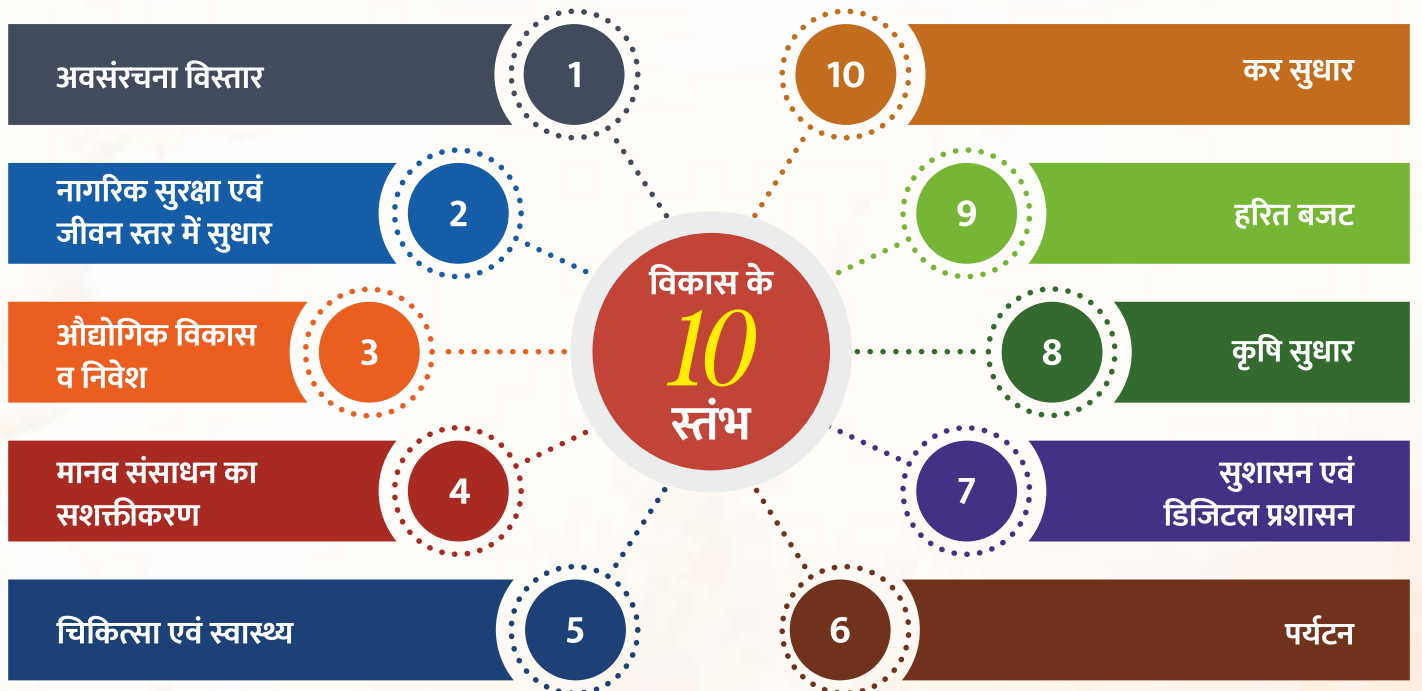 विकास के
10
स्तंभ
1
अवसंरचना विस्तार
2
नागरिक सुरक्षा एवं
जीवन स्तर में सुधार
3
औद्योगिक विकास
व निवेश
4
मानव संसाधन का
सशक्तीकरण
5
चिकित्सा एवं स्वास्थ्य
6
पर्यटन
7
सुशासन एवं
डिजिटल प्रशासन
8
कृषि सुधार
9
हरित बजट
10
कर सुधार